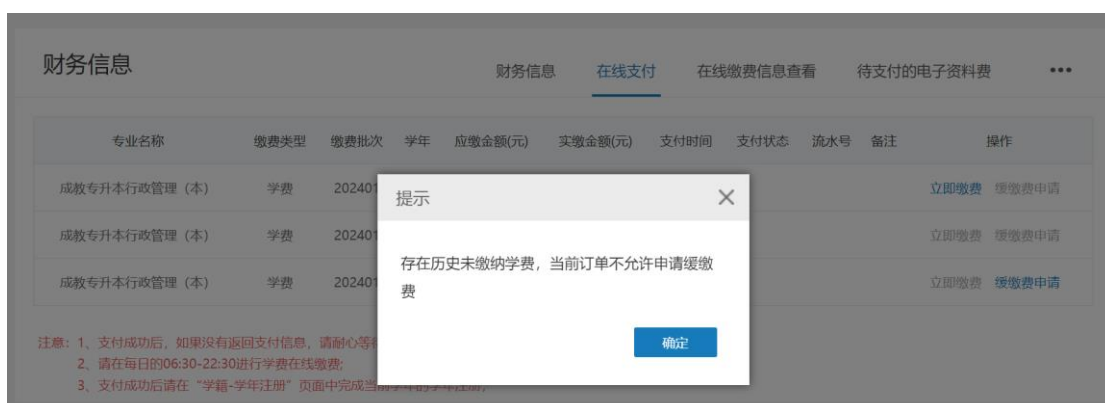 财务信息
财务信息 在线支付 在线缴费信息查看 待支付的电子资料费 •••
专业名称 缴费类型 缴费批次 学年 应缴金额(元) 实缴金额(元) 支付时间 支付状态 流水号 备注 操作
成教专升本行政管理（本） 学费 202401 立即缴费 缓缴费申请
成教专升本行政管理（本） 学费 202401 立即缴费 缓缴费申请
成教专升本行政管理（本） 学费 202401 立即缴费 缓缴费申请
提示
存在历史未缴纳学费，当前订单不允许申请缓缴
费
确定
注意：1、支付成功后，如果没有返回支付信息，请耐心等
2、请在每日的06:30-22:30进行学费在线缴费;
3、支付成功后请在“学籍-学年注册”页面中完成当前学年的学年注册;